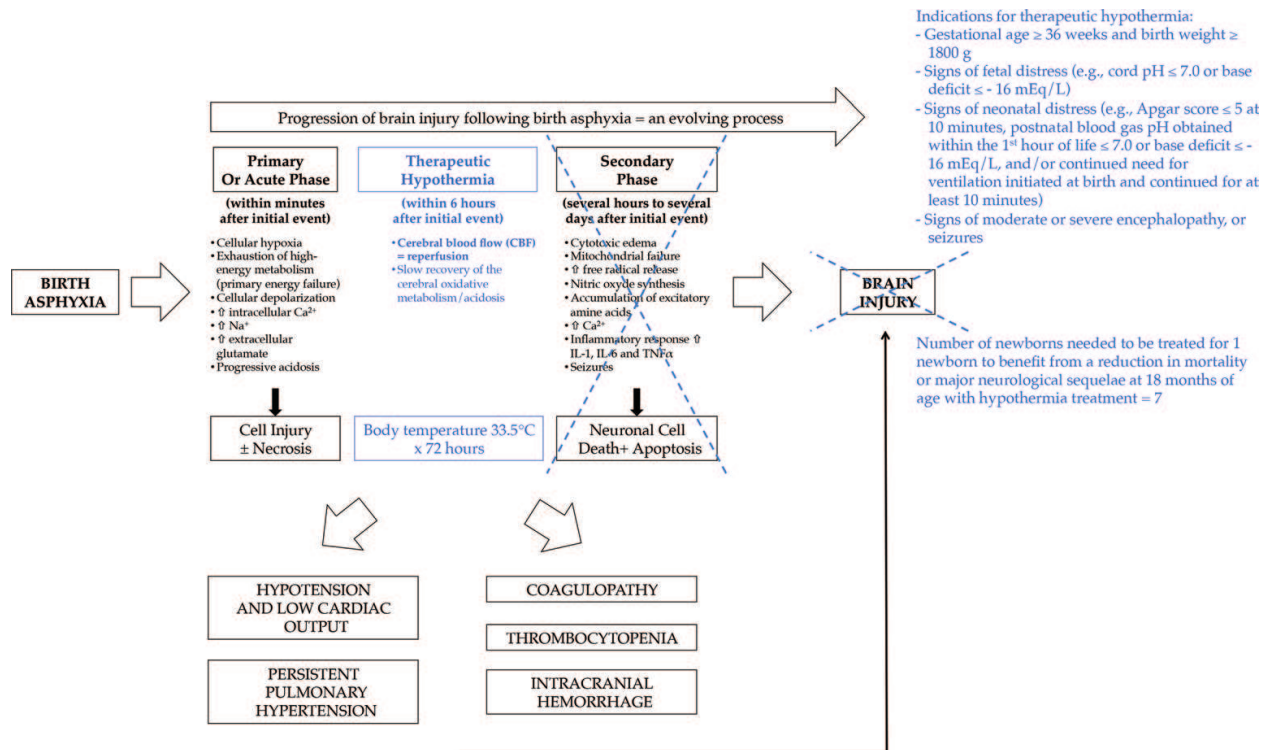 Indications for therapeutic hypothermia:
- Gestational age ≥ 36 weeks and birth weight ≥
1800 g
- Signs of fetal distress (e.g., cord pH ≤ 7.0 or base
deficit ≤ - 16 mEq/L)
- Signs of neonatal distress (e.g., Apgar score ≤ 5 at
10 minutes, postnatal blood gas pH obtained
within the 1st hour of life ≤ 7.0 or base deficit ≤ -
16 mEq/L, and/or continued need for
ventilation initiated at birth and continued for at
least 10 minutes)
- Signs of moderate or severe encephalopathy, or
seizures
Progression of brain injury following birth asphyxia = an evolving process
BIRTH
ASPHYXIA
Primary
Or Acute Phase
(within minutes
after initial event)
• Cellular hypoxia
• Exhaustion of high-
energy metabolism
(primary energy failure)
• Cellular depolarization
• ⇧ intracellular Ca²⁺
• ⇧ Na⁺
• ⇧ extracellular
glutamate
• Progressive acidosis
Cell Injury
± Necrosis
Therapeutic
Hypothermia
(within 6 hours
after initial event)
• Cerebral blood flow (CBF)
= reperfusion
• Slow recovery of the
cerebral oxidative
metabolism/acidosis
Body temperature 33.5°C
x 72 hours
Secondary
Phase
(several hours to several
days after initial event)
• Cytotoxic edema
• Mitochondrial failure
• ⇧ free radical release
• Nitric oxyde synthesis
• Accumulation of excitatory
amine acids
• ⇧ Ca²⁺
• Inflammatory response ⇧
IL-1, IL-6 and TNFα
• Seizures
Neuronal Cell
Death+ Apoptosis
BRAIN
INJURY
Number of newborns needed to be treated for 1
newborn to benefit from a reduction in mortality
or major neurological sequelae at 18 months of
age with hypothermia treatment = 7
HYPOTENSION
AND LOW CARDIAC
OUTPUT
PERSISTENT
PULMONARY
HYPERTENSION
COAGULOPATHY
THROMBOCYTOPENIA
INTRACRANIAL
HEMORRHAGE